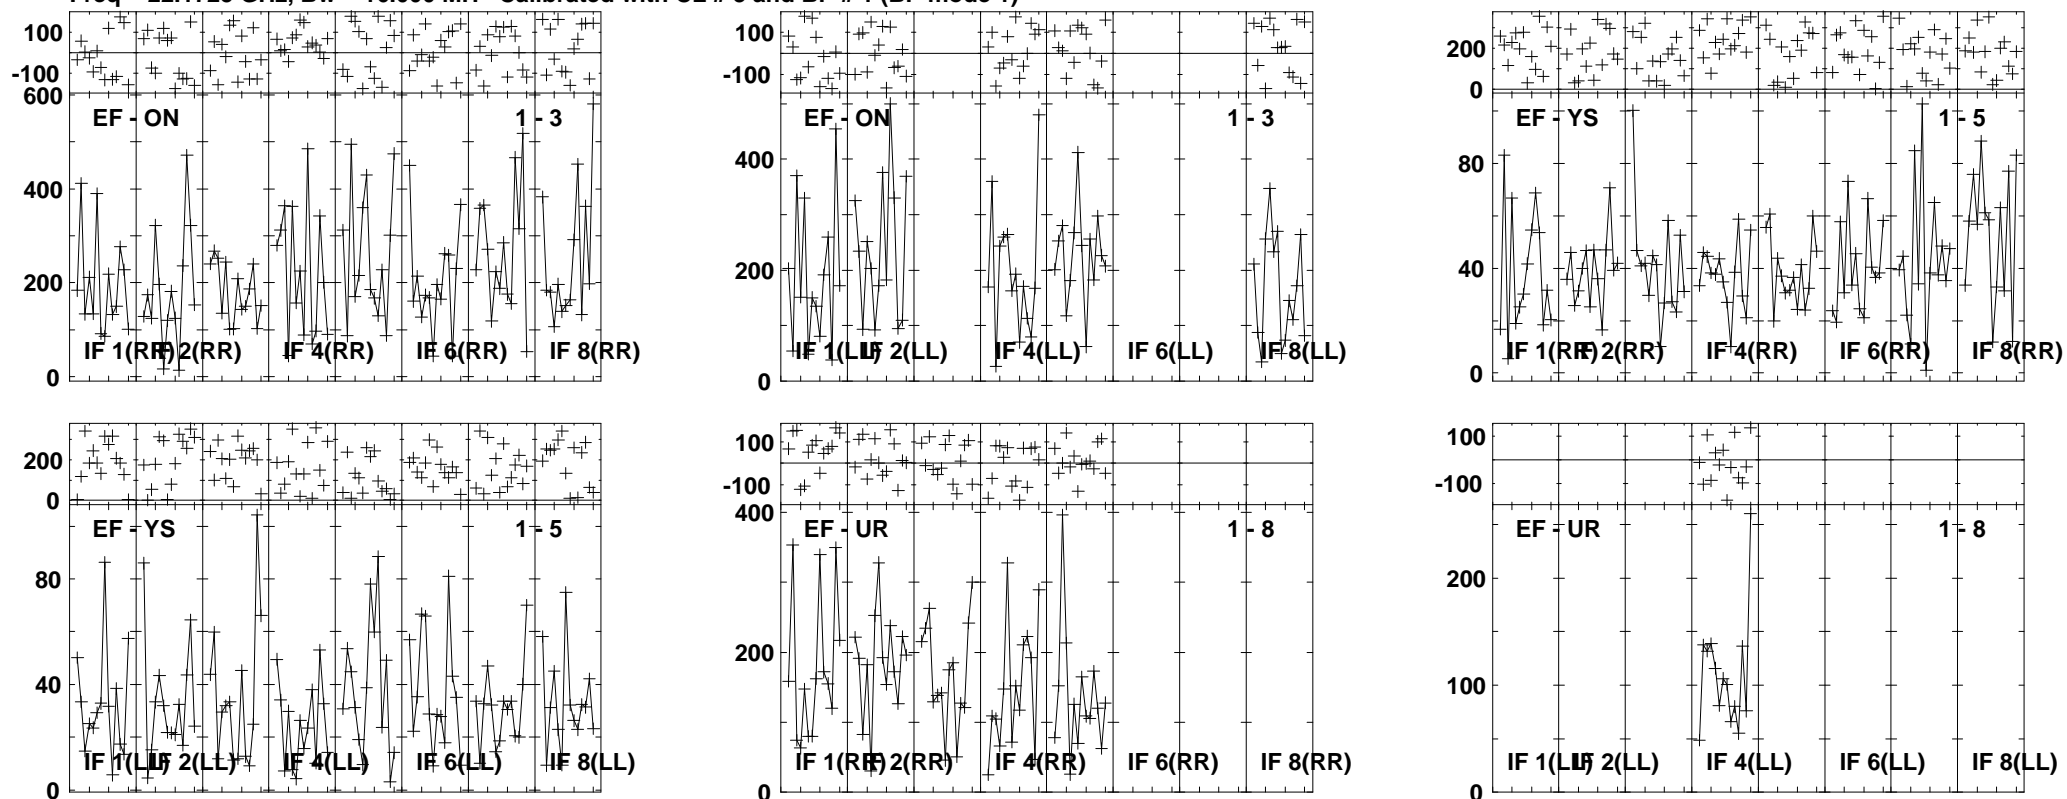 100
-100
600
400
200
0
EF - ON
1 - 3
IF 1(RR)
IF 2(RR)
IF 4(RR)
IF 6(RR)
IF 8(RR)
100
-100
400
200
0
EF - ON
1 - 3
IF 1(LL)
IF 2(LL)
IF 4(LL)
IF 6(LL)
IF 8(LL)
200
0
80
40
0
EF - YS
1 - 5
IF 1(RR)
IF 2(RR)
IF 4(RR)
IF 6(RR)
IF 8(RR)
200
0
80
40
0
EF - YS
1 - 5
IF 1(LL)
IF 2(LL)
IF 4(LL)
IF 6(LL)
IF 8(LL)
100
-100
400
200
0
EF - UR
1 - 8
IF 1(RR)
IF 2(RR)
IF 4(RR)
IF 6(RR)
IF 8(RR)
100
-100
200
100
0
EF - UR
1 - 8
IF 1(LL)
IF 2(LL)
IF 4(LL)
IF 6(LL)
IF 8(LL)